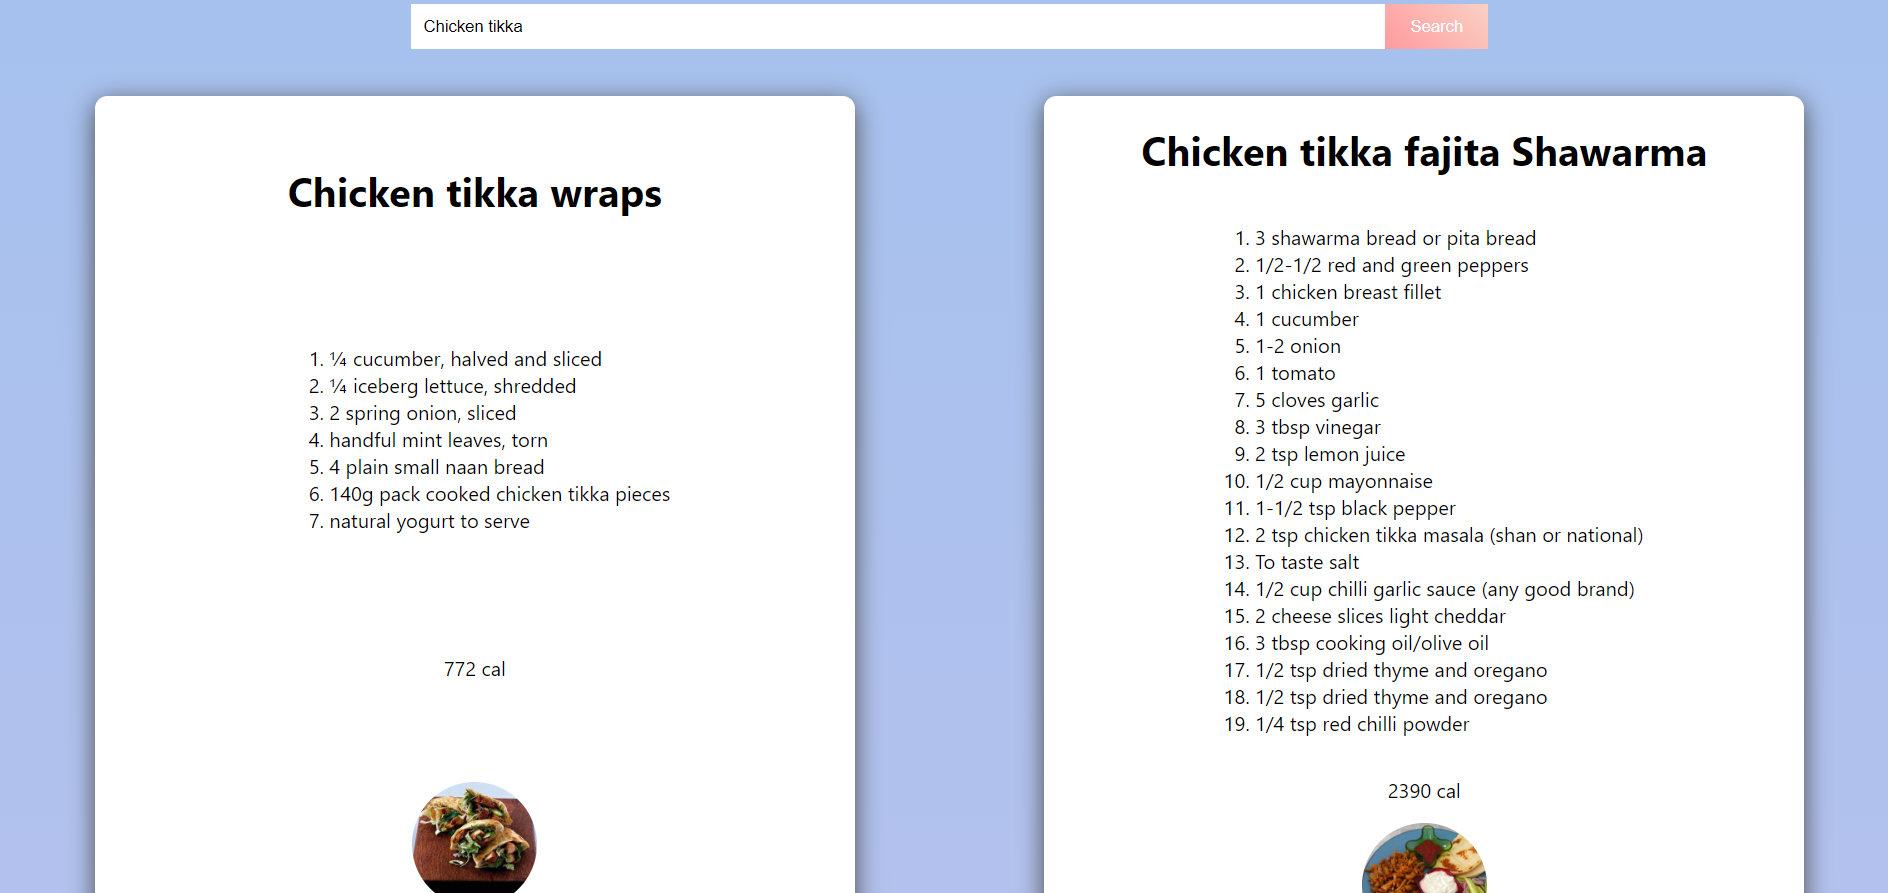 Chicken tikka
Search
Chicken tikka wraps
1. ¼ cucumber, halved and sliced
2. ¼ iceberg lettuce, shredded
3. 2 spring onion, sliced
4. handful mint leaves, torn
5. 4 plain small naan bread
6. 140g pack cooked chicken tikka pieces
7. natural yogurt to serve
772 cal
Chicken tikka fajita Shawarma
1. 3 shawarma bread or pita bread
2. 1/2-1/2 red and green peppers
3. 1 chicken breast fillet
4. 1 cucumber
5. 1-2 onion
6. 1 tomato
7. 5 cloves garlic
8. 3 tbsp vinegar
9. 2 tsp lemon juice
10. 1/2 cup mayonnaise
11. 1-1/2 tsp black pepper
12. 2 tsp chicken tikka masala (shan or national)
13. To taste salt
14. 1/2 cup chilli garlic sauce (any good brand)
15. 2 cheese slices light cheddar
16. 3 tbsp cooking oil/olive oil
17. 1/2 tsp dried thyme and oregano
18. 1/2 tsp dried thyme and oregano
19. 1/4 tsp red chilli powder
2390 cal